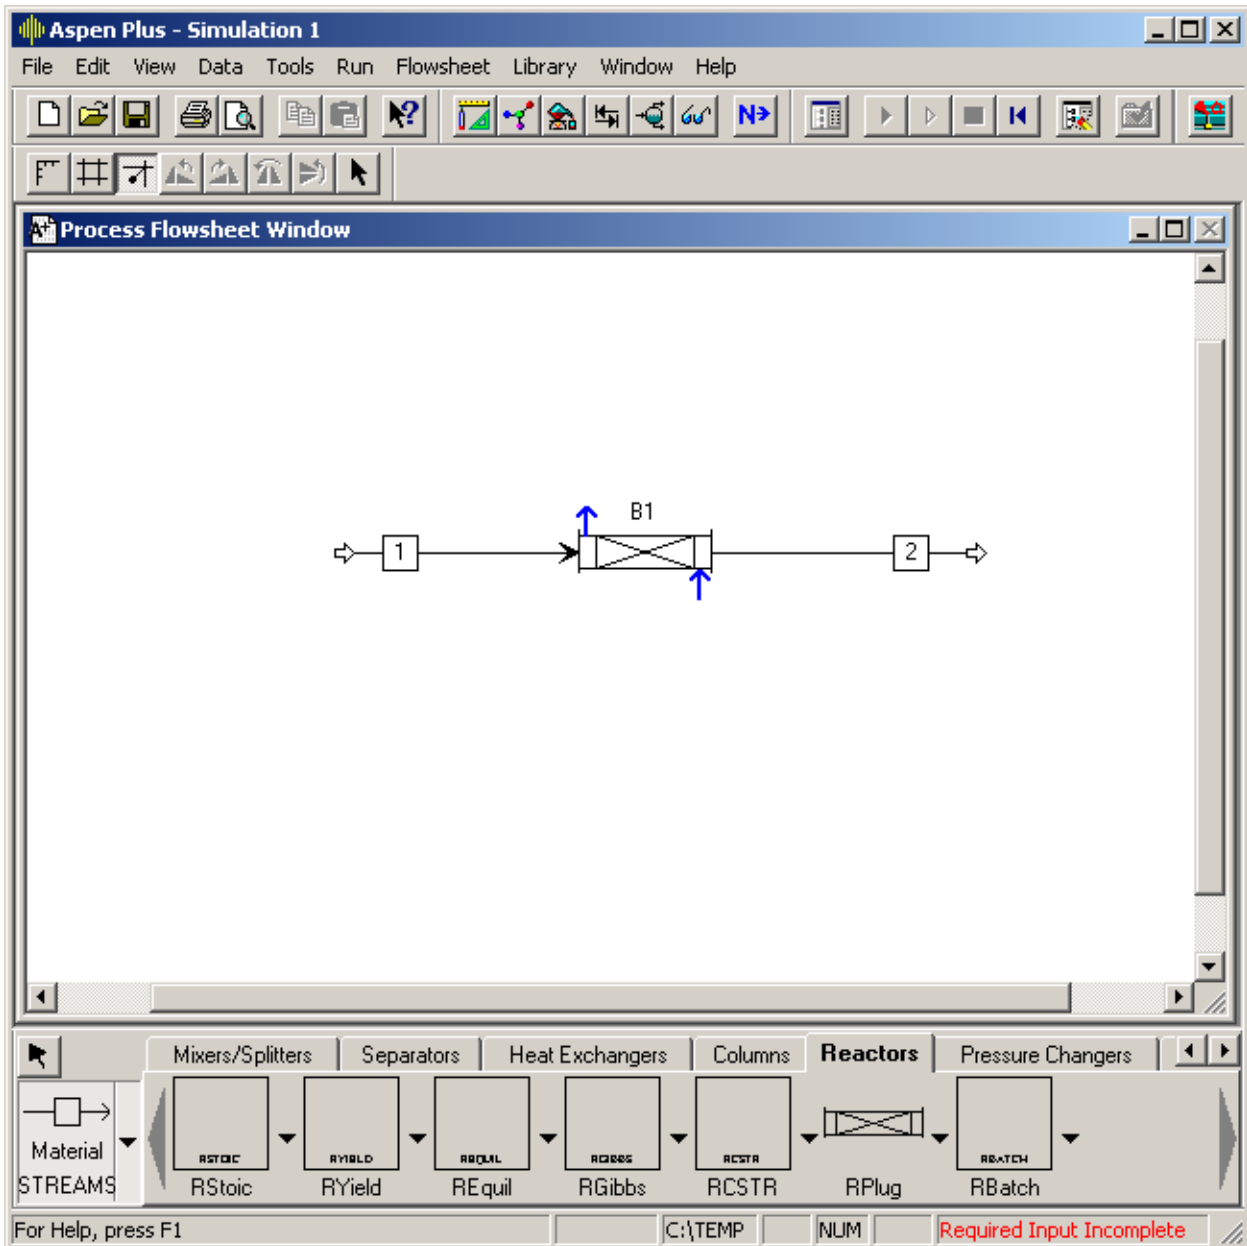 Aspen Plus - Simulation 1
File Edit View Data Tools Run Flowsheet Library Window Help
N
Process Flowsheet Window
B1
1 2
Mixers/Splitters Separators Heat Exchangers Columns Reactors Pressure Changers
RSTOIC RYIELD REQUIL RGIBBS RCSTR RBATCH
Material
STREAMS RStoic RYield REquil RGibbs RCSTR RPlug RBatch
For Help, press F1 C:\TEMP NUM Required Input Incomplete